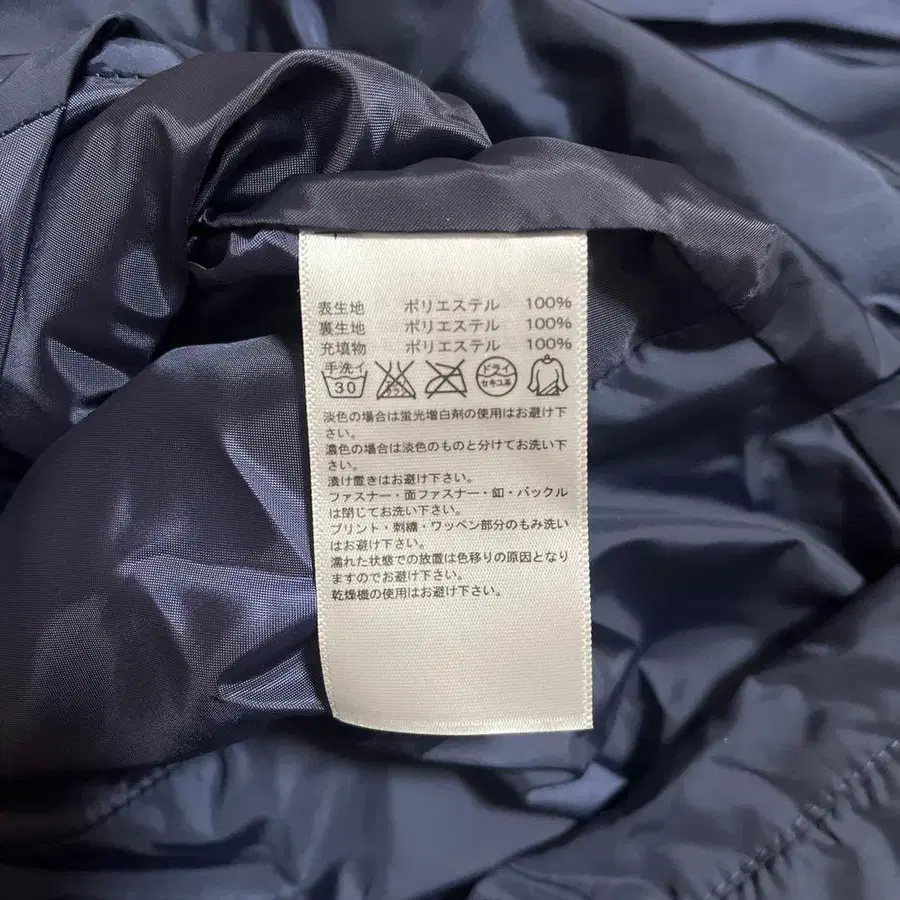 表生地 ポリエステル 100%
裏生地 ポリエステル 100%
充填物 ポリエステル 100%
手洗イ
30
エンソ
サラシ
ドライ
セキユ系
淡色の場合は蛍光増白剤の使用はお避け下
さい。
濃色の場合は淡色のものと分けてお洗い下
さい。
漬け置きはお避け下さい。
ファスナー・面ファスナー・釦・バックル
は閉じてお洗い下さい。
プリント・刺繍・ワッペン部分のもみ洗い
はお避け下さい。
濡れた状態での放置は色移りの原因となり
ますのでお避け下さい。
乾燥機の使用はお避け下さい。